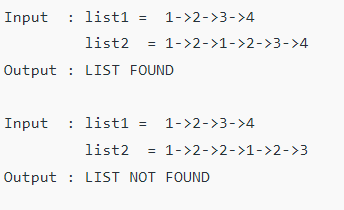 Input  : list1 =  1->2->3->4
         list2  = 1->2->1->2->3->4
Output : LIST FOUND

Input  : list1 =  1->2->3->4
         list2  = 1->2->2->1->2->3
Output : LIST NOT FOUND